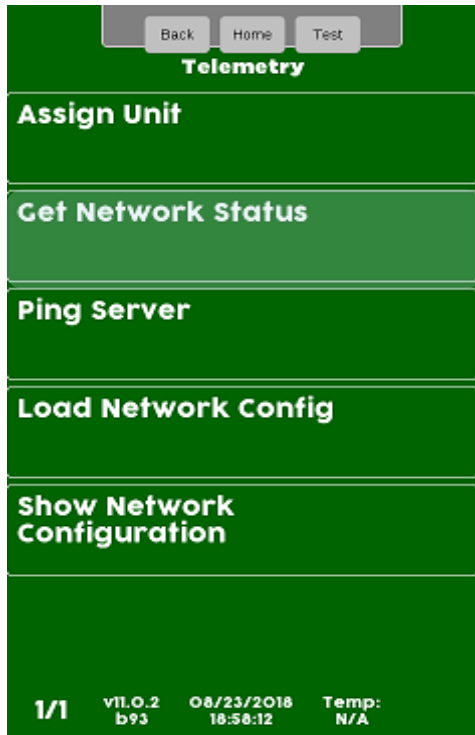 Back Home Test
Telemetry
Assign Unit
Get Network Status
Ping Server
Load Network Config
Show Network
Configuration
1/1 v11.0.2 08/23/2018 Temp:
b93 18:58:12 N/A